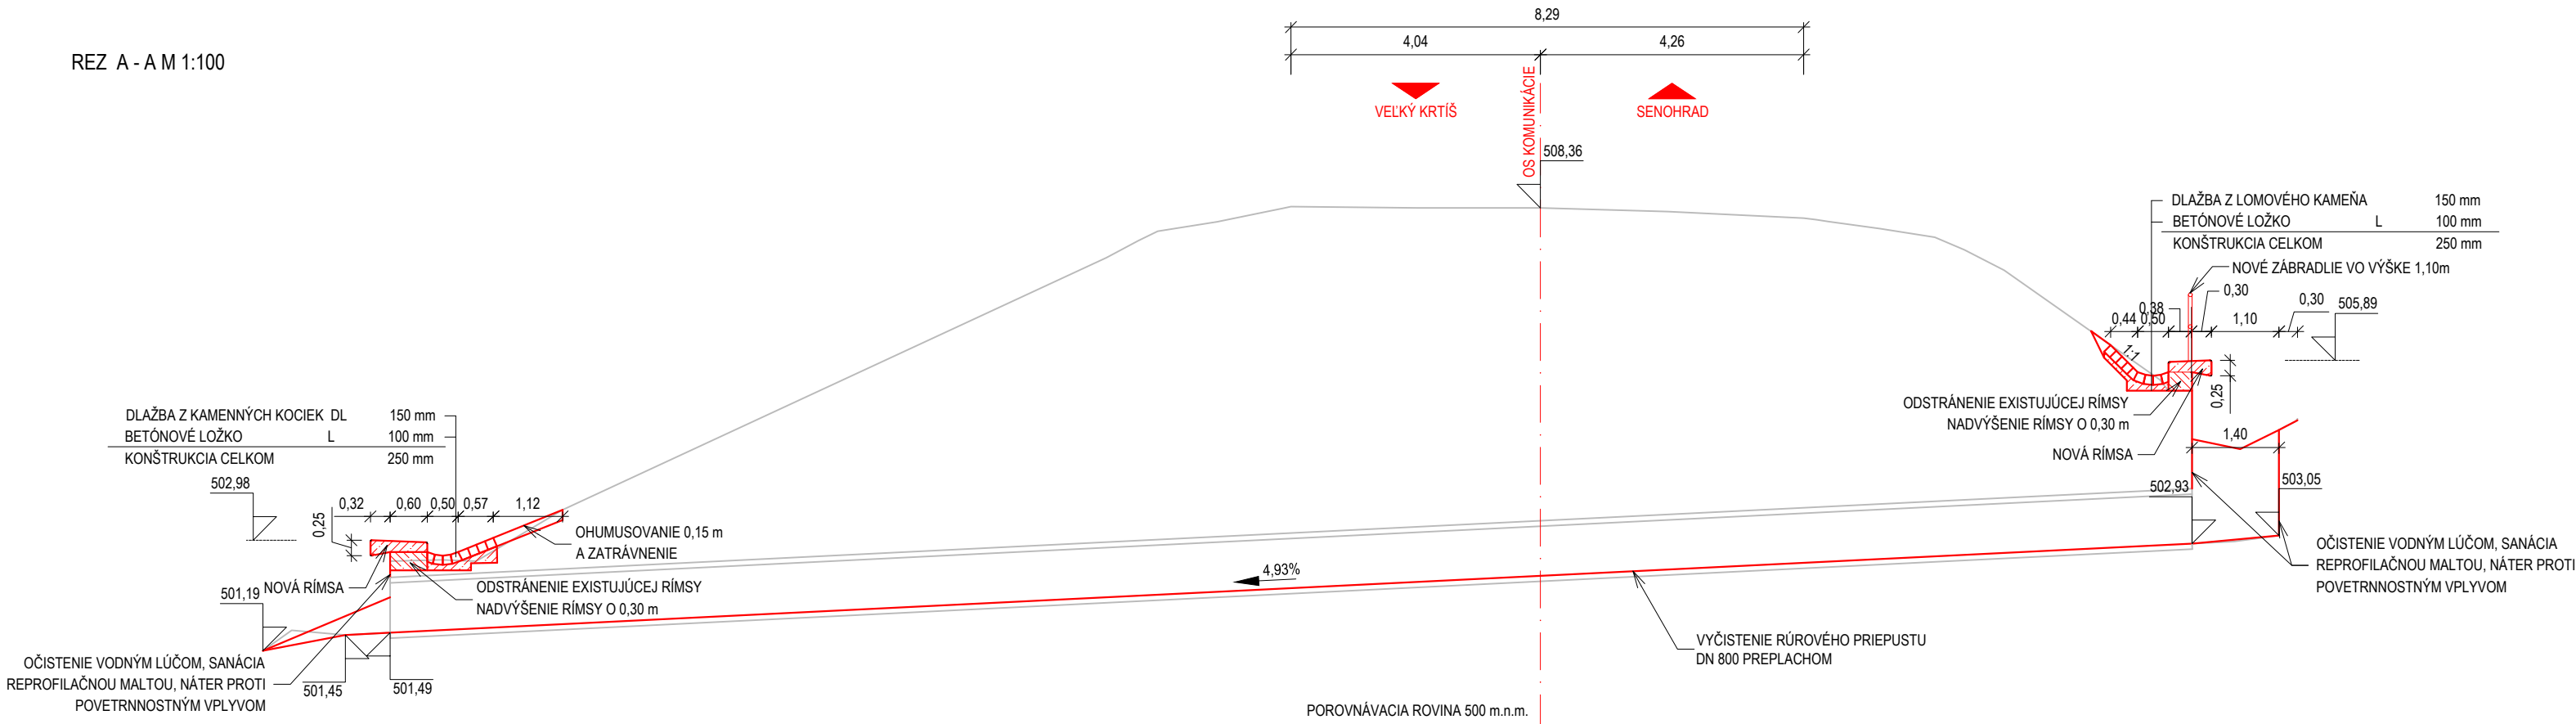 REZ A - A M 1:100
8,29
4,04
4,26
VEĽKÝ KRTÍŠ
SENOHRAD
OS KOMUNIKÁCIE
508,36
DLAŽBA Z LOMOVÉHO KAMEŇA 150 mm
BETÓNOVÉ LOŽKO L 100 mm
KONŠTRUKCIA CELKOM 250 mm
NOVÉ ZÁBRADLIE VO VÝŠKE 1,10m
0,30
0,38
0,30
505,89
0,44
0,50
1,10
1:1
0,25
ODSTRÁNENIE EXISTUJÚCEJ RÍMSY
NADVÝŠENIE RÍMSY O 0,30 m
1,40
NOVÁ RÍMSA
502,93
503,05
OČISTENIE VODNÝM LÚČOM, SANÁCIA
REPROFILAČNOU MALTOU, NÁTER PROTI
POVETRNNOSTNÝM VPLYVOM
DLAŽBA Z KAMENNÝCH KOCIEK DL 150 mm
BETÓNOVÉ LOŽKO L 100 mm
KONŠTRUKCIA CELKOM 250 mm
502,98
0,32
0,60
0,50
0,57
1,12
0,25
OHUMUSOVANIE 0,15 m
A ZATRÁVNENIE
NOVÁ RÍMSA
ODSTRÁNENIE EXISTUJÚCEJ RÍMSY
NADVÝŠENIE RÍMSY O 0,30 m
501,19
4,93%
OČISTENIE VODNÝM LÚČOM, SANÁCIA
REPROFILAČNOU MALTOU, NÁTER PROTI
POVETRNNOSTNÝM VPLYVOM
501,45
501,49
VYČISTENIE RÚROVÉHO PRIEPUSTU
DN 800 PREPLACHOM
POROVNÁVACIA ROVINA 500 m.n.m.